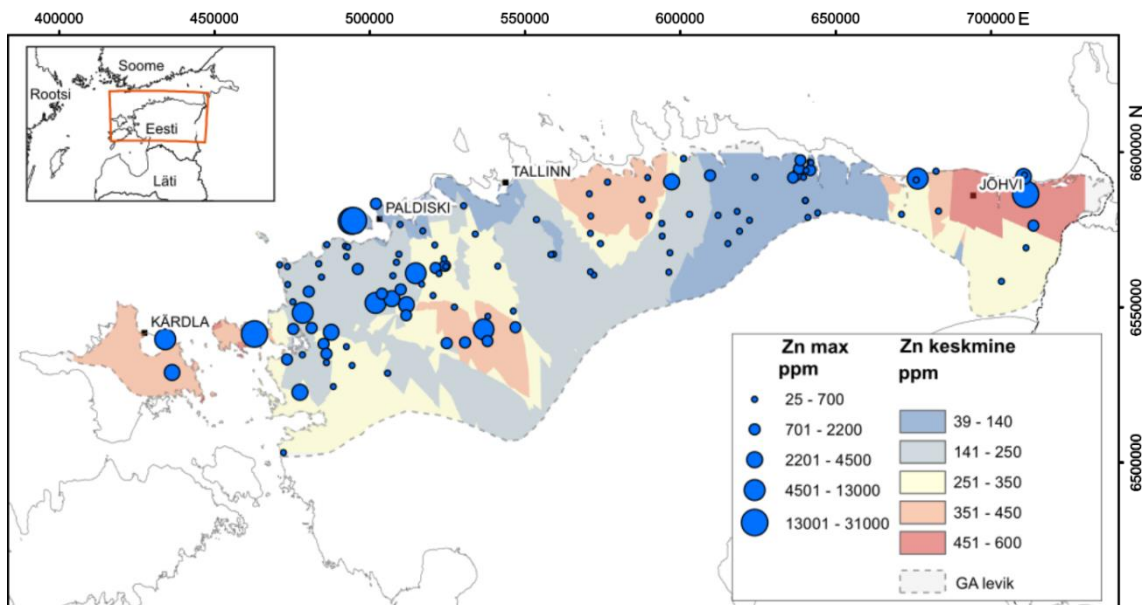 400000 450000 500000 550000 600000 650000 700000 E
Soome
Rootsi
Eesti
Läti
TALLINN
PALDISKI
KÄRDLA
JÕHVI
6600000 N
6550000
6500000
Zn max
ppm
25 - 700
701 - 2200
2201 - 4500
4501 - 13000
13001 - 31000
Zn keskmine
ppm
39 - 140
141 - 250
251 - 350
351 - 450
451 - 600
GA levik